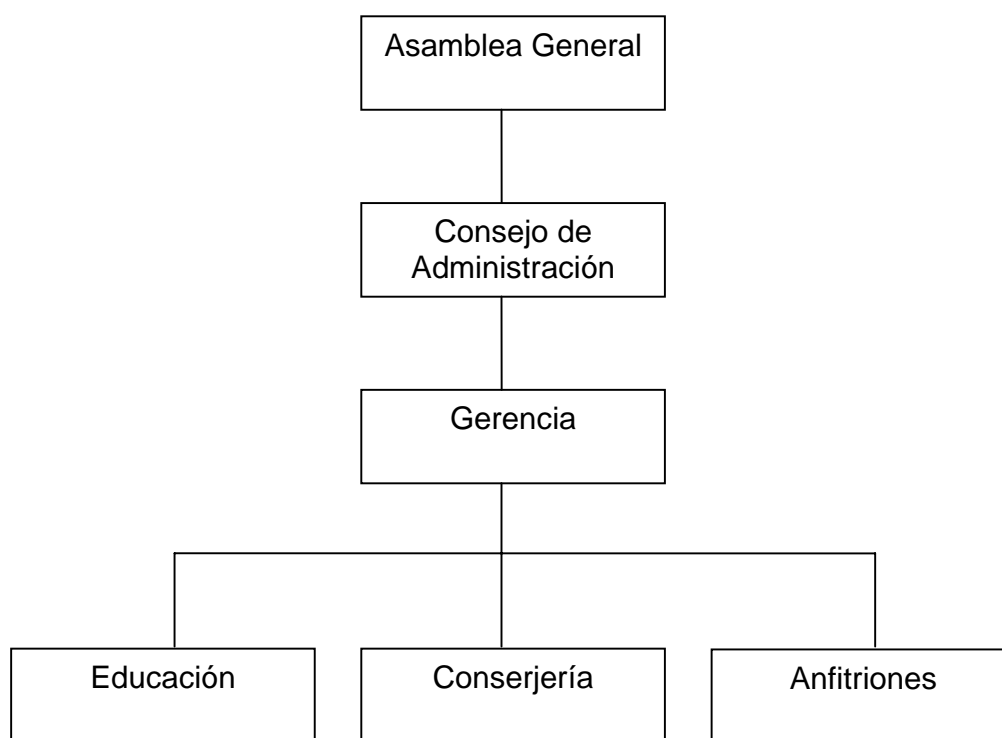 Asamblea General
Consejo de
Administración
Gerencia
Educación
Conserjería
Anfitriones